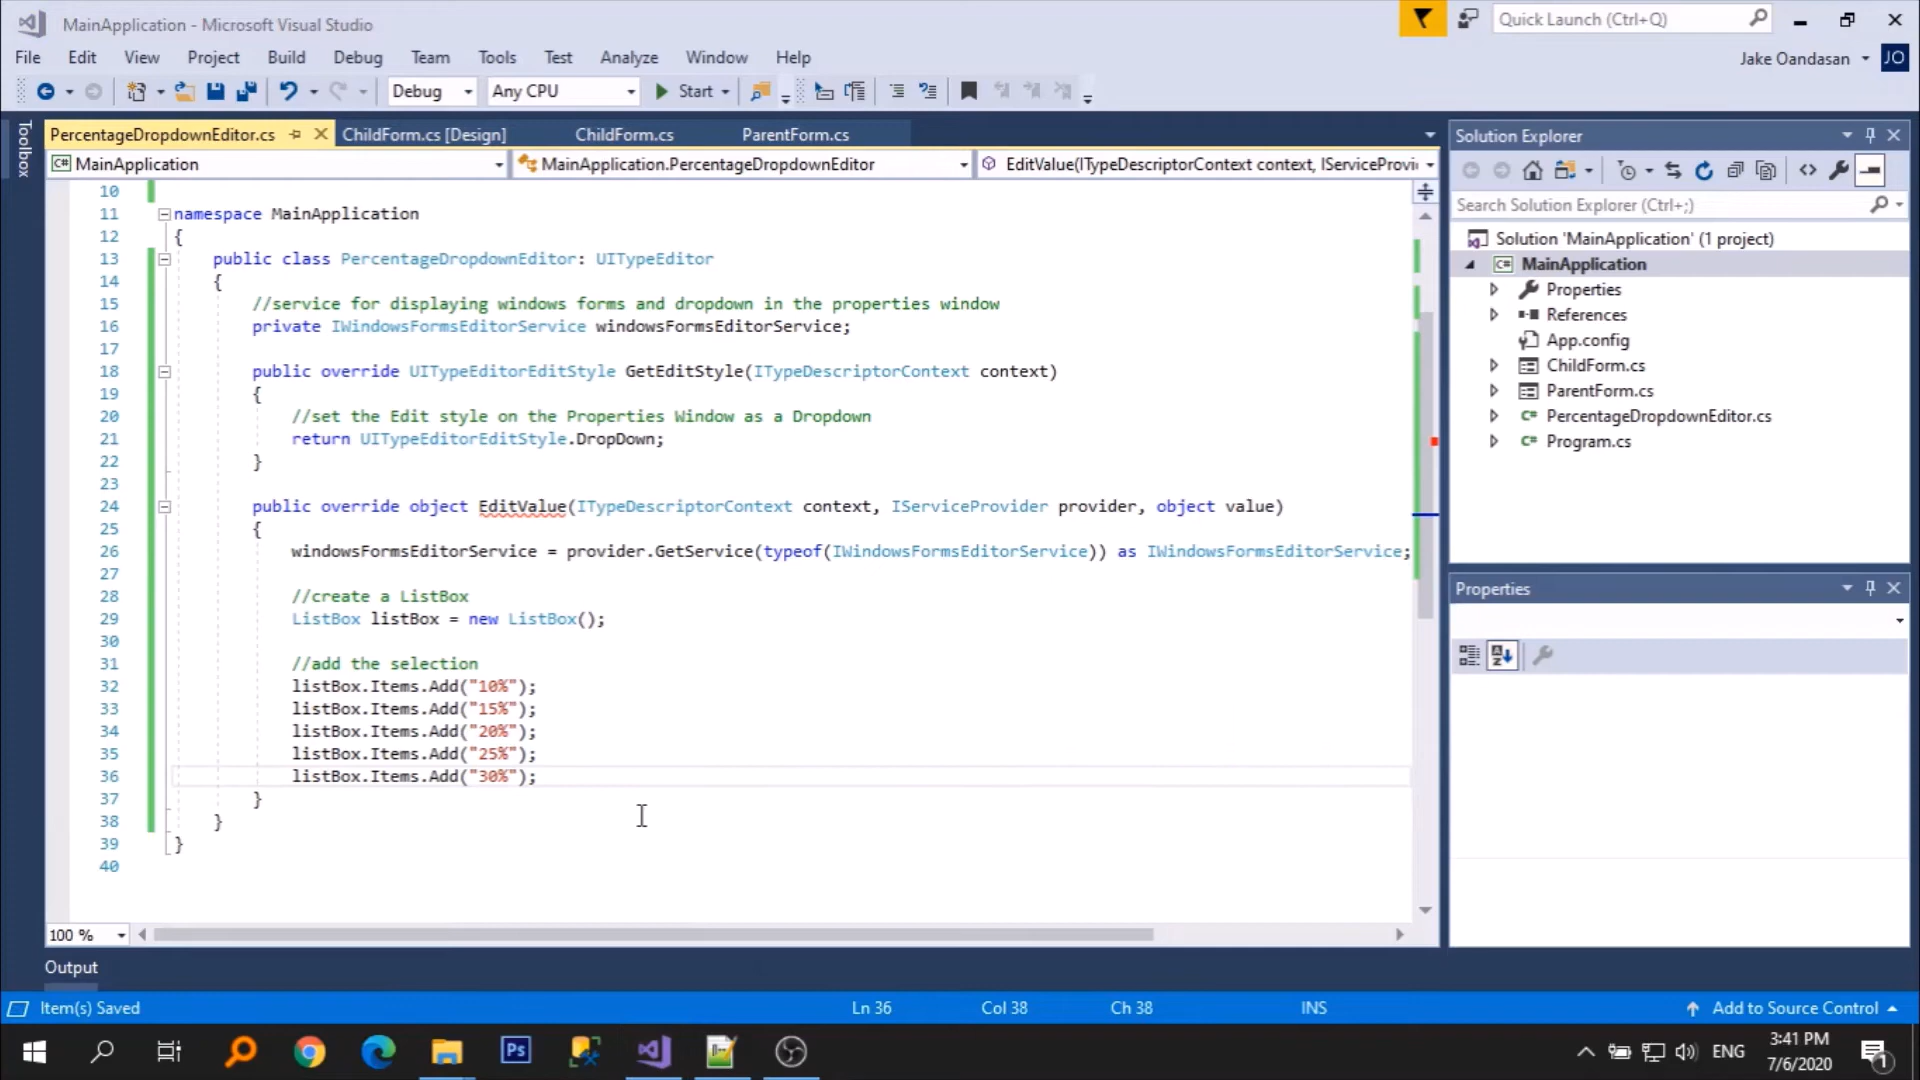 MainApplication - Microsoft Visual Studio
Quick Launch (Ctrl+Q)
File Edit View Project Build Debug Team Tools Test Analyze Window Help
Jake Oandasan JO
Debug Any CPU Start
Toolbox
PercentageDropdownEditor.cs ChildForm.cs [Design] ChildForm.cs ParentForm.cs
C# MainApplication MainApplication.PercentageDropdownEditor EditValue(ITypeDescriptorContext context, IServiceProvi
10
11 namespace MainApplication
12 {
13 public class PercentageDropdownEditor: UITypeEditor
14 {
15 //service for displaying windows forms and dropdown in the properties window
16 private IWindowsFormsEditorService windowsFormsEditorService;
17
18 public override UITypeEditorEditStyle GetEditStyle(ITypeDescriptorContext context)
19 {
20 //set the Edit style on the Properties Window as a Dropdown
21 return UITypeEditorEditStyle.DropDown;
22 }
23
24 public override object EditValue(ITypeDescriptorContext context, IServiceProvider provider, object value)
25 {
26 windowsFormsEditorService = provider.GetService(typeof(IWindowsFormsEditorService)) as IWindowsFormsEditorService;
27
28 //create a ListBox
29 ListBox listBox = new ListBox();
30
31 //add the selection
32 listBox.Items.Add("10%");
33 listBox.Items.Add("15%");
34 listBox.Items.Add("20%");
35 listBox.Items.Add("25%");
36 listBox.Items.Add("30%");
37 }
38 }
39 }
40
100 %
Solution Explorer
Search Solution Explorer (Ctrl+;)
Solution 'MainApplication' (1 project)
C# MainApplication
Properties
References
App.config
ChildForm.cs
ParentForm.cs
C# PercentageDropdownEditor.cs
C# Program.cs
Properties
Output
Item(s) Saved Ln 36 Col 38 Ch 38 INS Add to Source Control
Ps
ENG
3:41 PM
7/6/2020
1